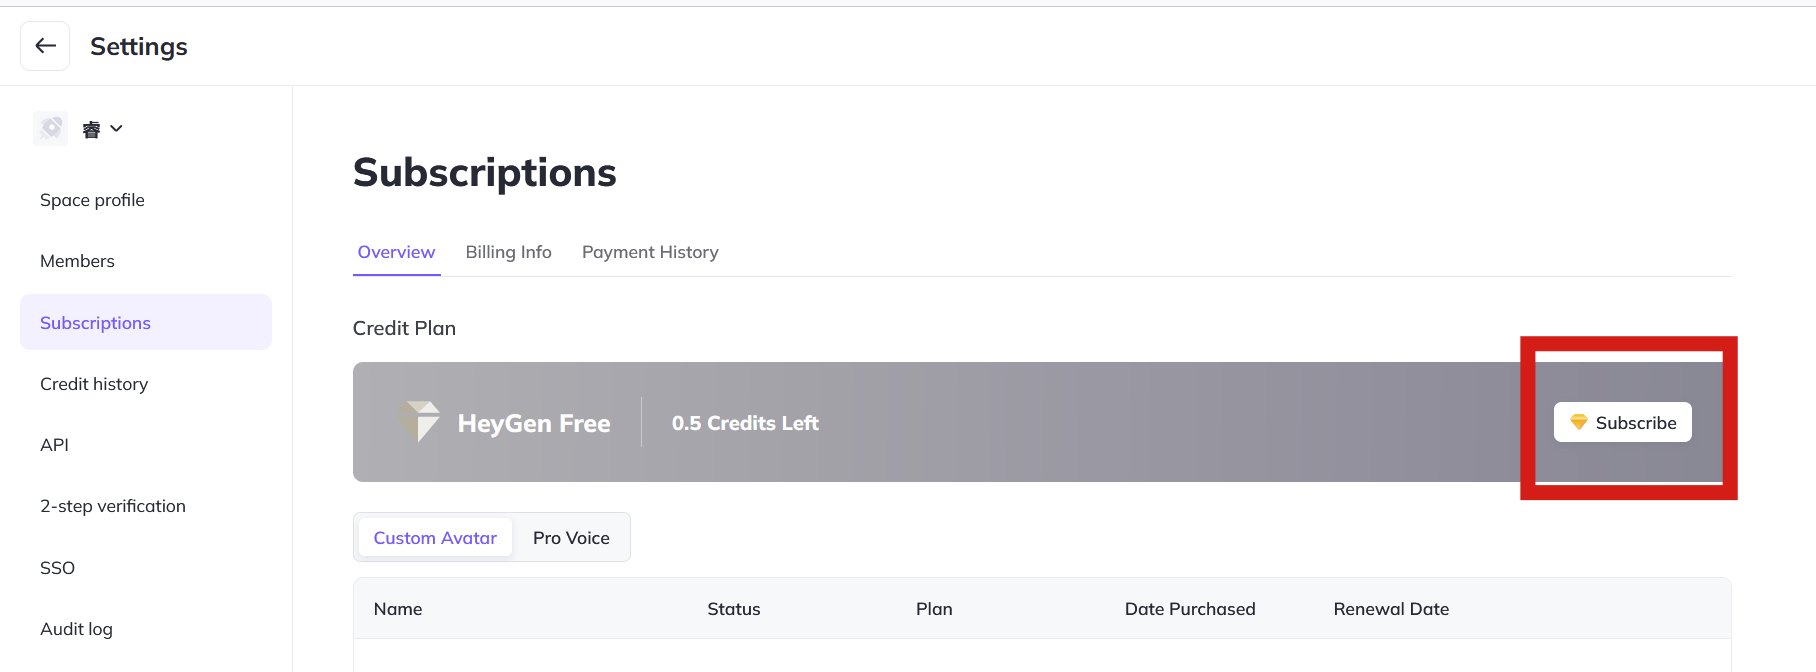 Settings
睿
Space profile
Members
Subscriptions
Credit history
API
2-step verification
SSO
Audit log
Subscriptions
Overview Billing Info Payment History
Credit Plan
HeyGen Free 0.5 Credits Left Subscribe
Custom Avatar Pro Voice
Name Status Plan Date Purchased Renewal Date